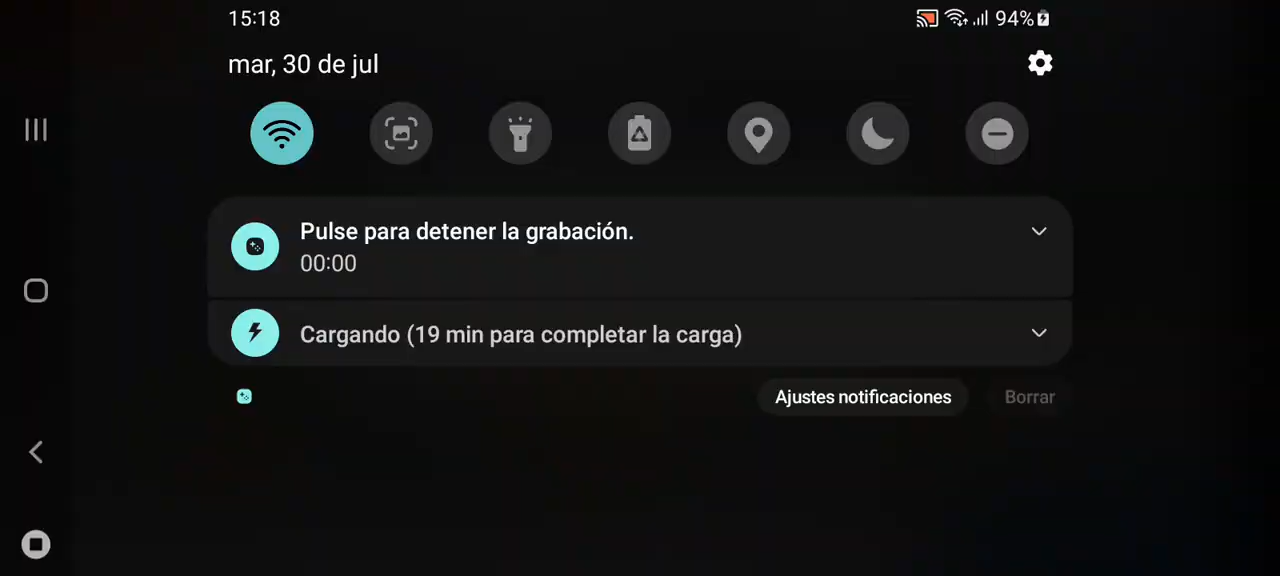 15:18
94%
mar, 30 de jul
Pulse para detener la grabación.
00:00
Cargando (19 min para completar la carga)
Ajustes notificaciones
Borrar